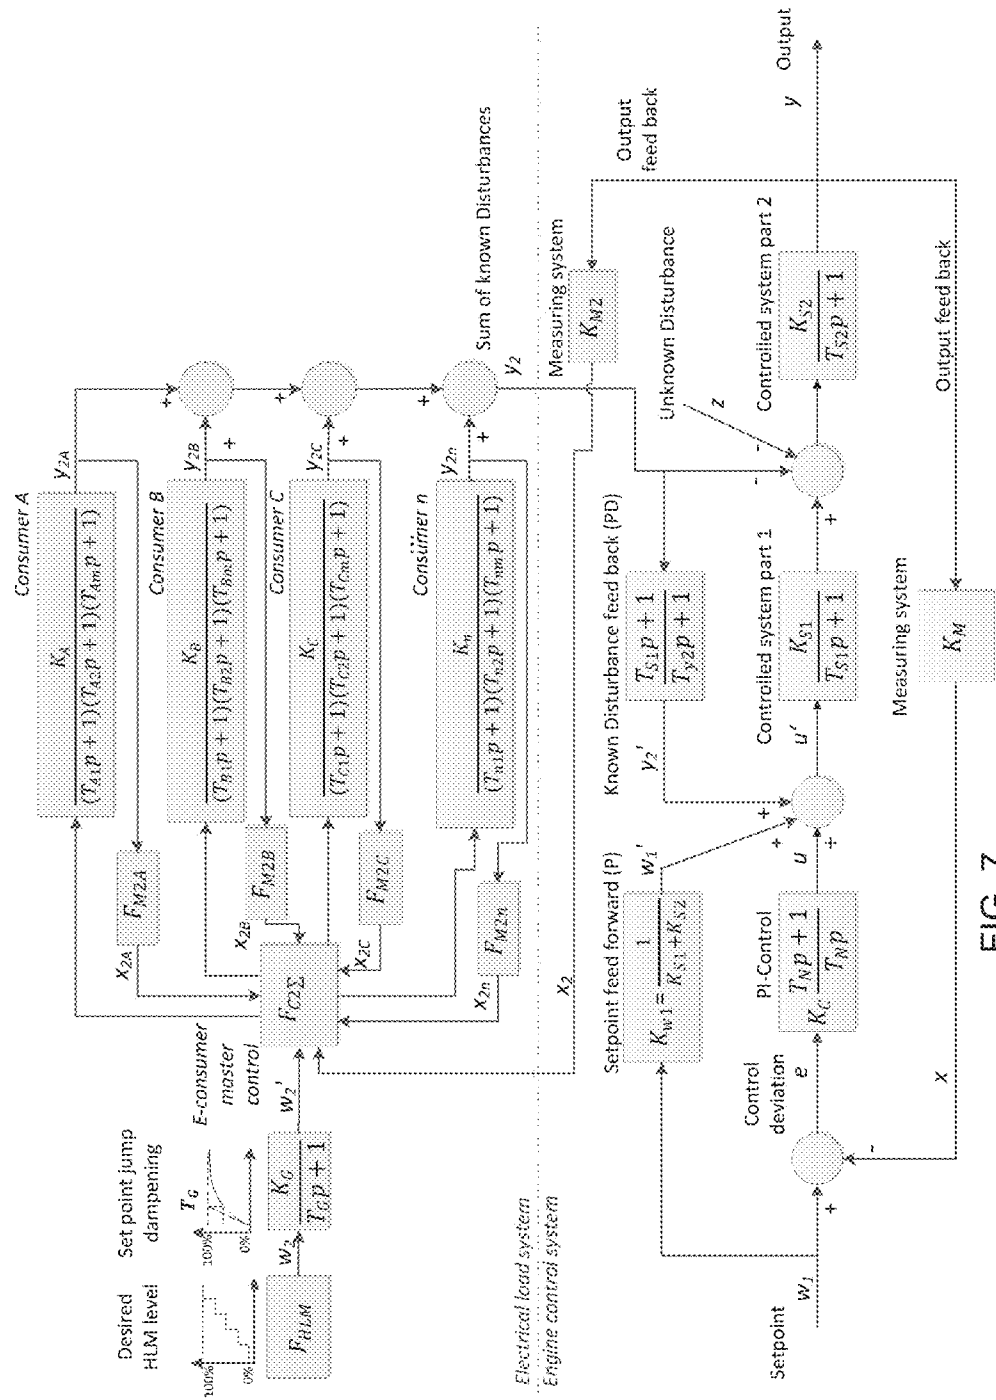 Desired
HLM level
100%
0%
F_HLM
w_2
Set point jump
dampening
100%
0%
T_G
K_G
T_G p + 1
w_2'
E-consumer
master
control
F_C2Σ
x_2A
F_M2A
x_2B
F_M2B
x_2C
F_M2C
x_2n
F_M2n
Consumer A
K_A
(T_A1 p + 1)(T_A2 p + 1)(T_Am p + 1)
y_2A
Consumer B
K_B
(T_B1 p + 1)(T_B2 p + 1)(T_Bm p + 1)
y_2B
+
+
Consumer C
K_C
(T_C1 p + 1)(T_C2 p + 1)(T_Cm p + 1)
y_2C
+
+
...
Consumer n
K_n
(T_n1 p + 1)(T_n2 p + 1)(T_nm p + 1)
y_2n
+
+
Sum of known Disturbances
y_2
Electrical load system
Engine control system
x_2
Measuring system
K_M2
Output
feed back
Setpoint
w_1
+
-
Setpoint feed forward (P)
K_w1 = 1
K_S1 + K_S2
w_1'
Control
deviation
e
PI-Control
K_C T_N p + 1
T_N p
u
+
+
+
Known Disturbance feed back (PD)
T_S1 p + 1
T_y2 p + 1
y_2'
u'
Controlled system part 1
K_S1
T_S1 p + 1
+
-
-
Unknown Disturbance
z
Controlled system part 2
K_S2
T_S2 p + 1
y
Output
Output feed back
Measuring system
K_M
x
FIG. 7